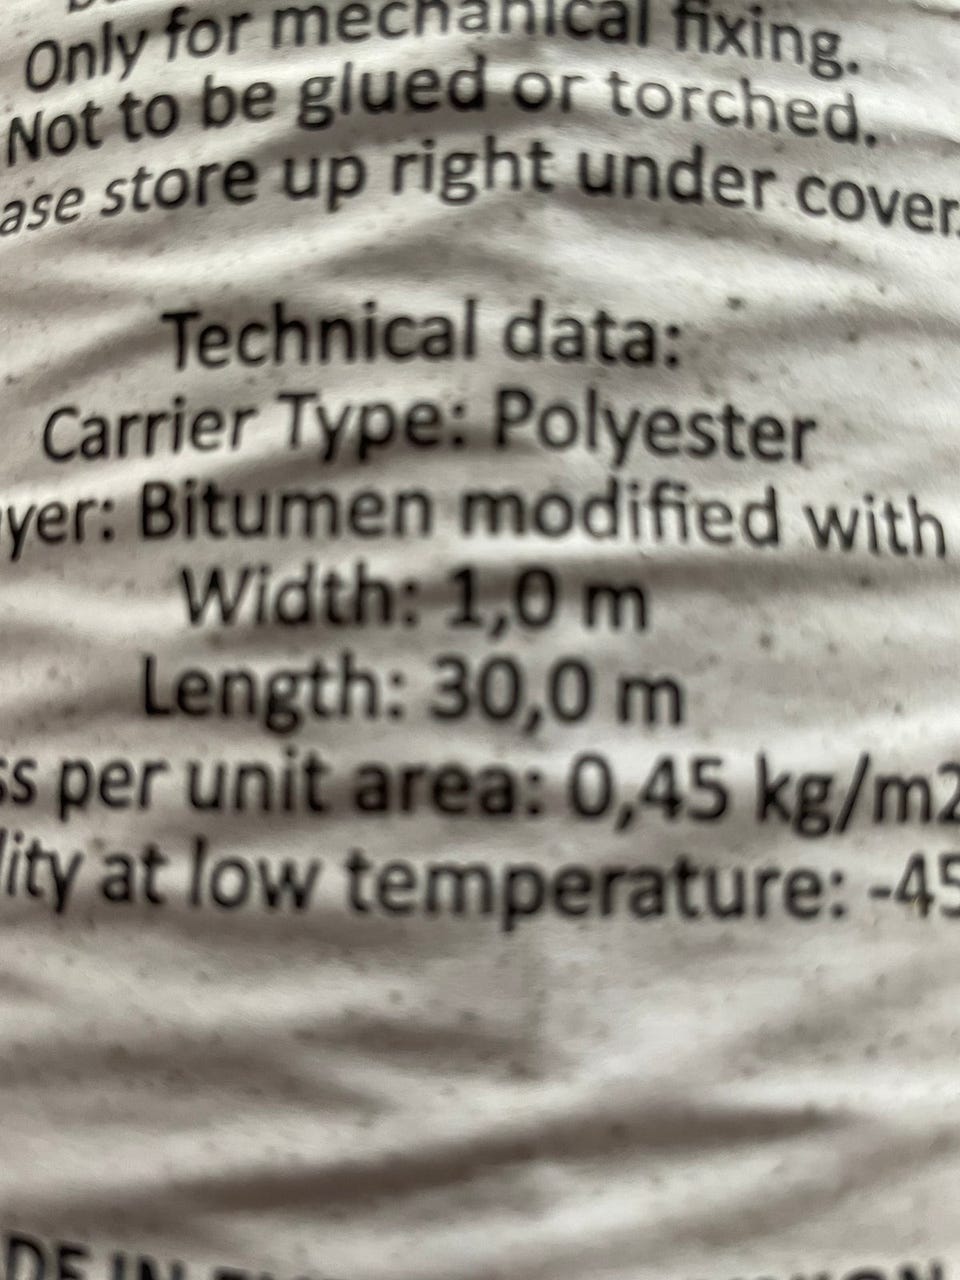 Only for mechanical fixing.
Not to be glued or torched.
ase store up right under cover.
Technical data:
Carrier Type: Polyester
yer: Bitumen modified with
Width: 1,0 m
Length: 30,0 m
ss per unit area: 0,45 kg/m2
lity at low temperature: -45